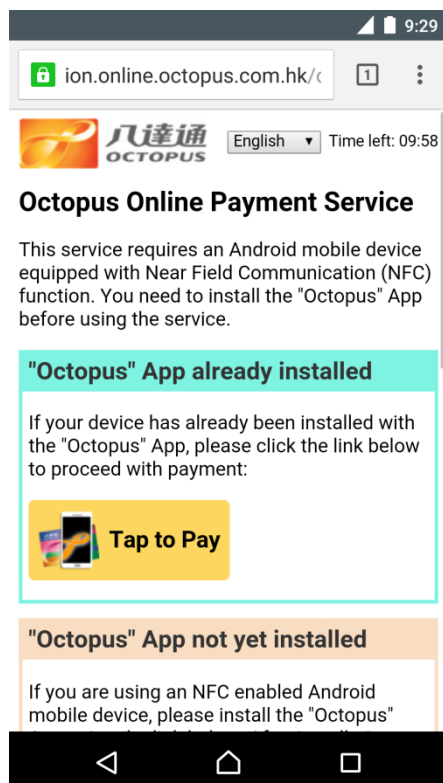 9:29
ion.online.octopus.com.hk/c
1
八達通
OCTOPUS
English
Time left: 09:58
Octopus Online Payment Service
This service requires an Android mobile device
equipped with Near Field Communication (NFC)
function. You need to install the "Octopus" App
before using the service.
"Octopus" App already installed
If your device has already been installed with
the "Octopus" App, please click the link below
to proceed with payment:
Tap to Pay
"Octopus" App not yet installed
If you are using an NFC enabled Android
mobile device, please install the "Octopus"